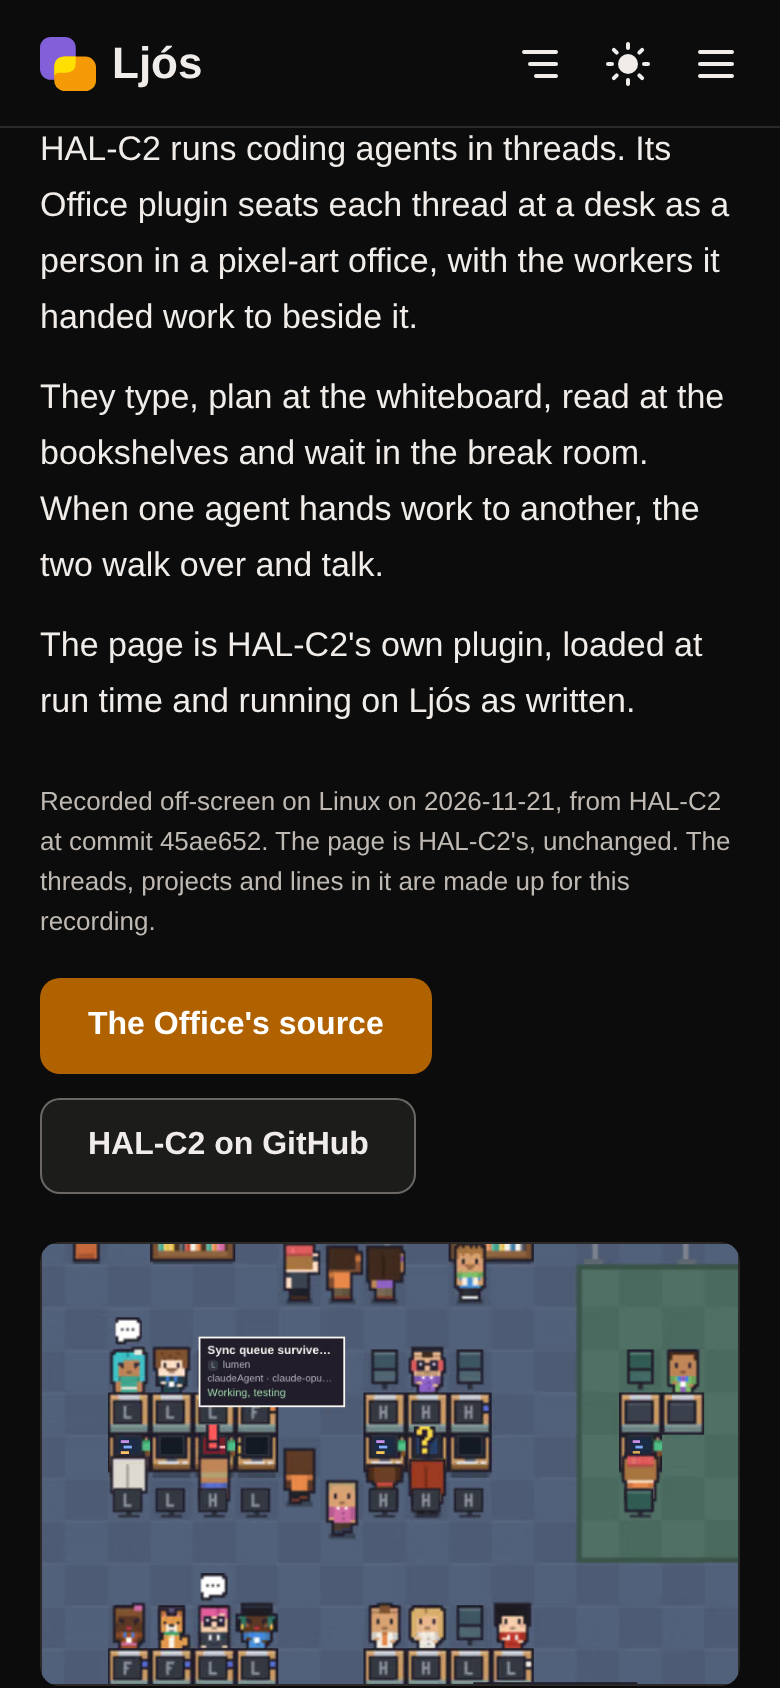 Ljós
HAL-C2 runs coding agents in threads. Its
Office plugin seats each thread at a desk as a
person in a pixel-art office, with the workers it
handed work to beside it.
They type, plan at the whiteboard, read at the
bookshelves and wait in the break room.
When one agent hands work to another, the
two walk over and talk.
The page is HAL-C2's own plugin, loaded at
run time and running on Ljós as written.
Recorded off-screen on Linux on 2026-11-21, from HAL-C2
at commit 45ae652. The page is HAL-C2's, unchanged. The
threads, projects and lines in it are made up for this
recording.
The Office's source
HAL-C2 on GitHub
Sync queue survive...
L lumen
claudeAgent · claude-opu...
Working, testing
L L L F H H H
! ?
L L H L H H H
F F L L H H L L